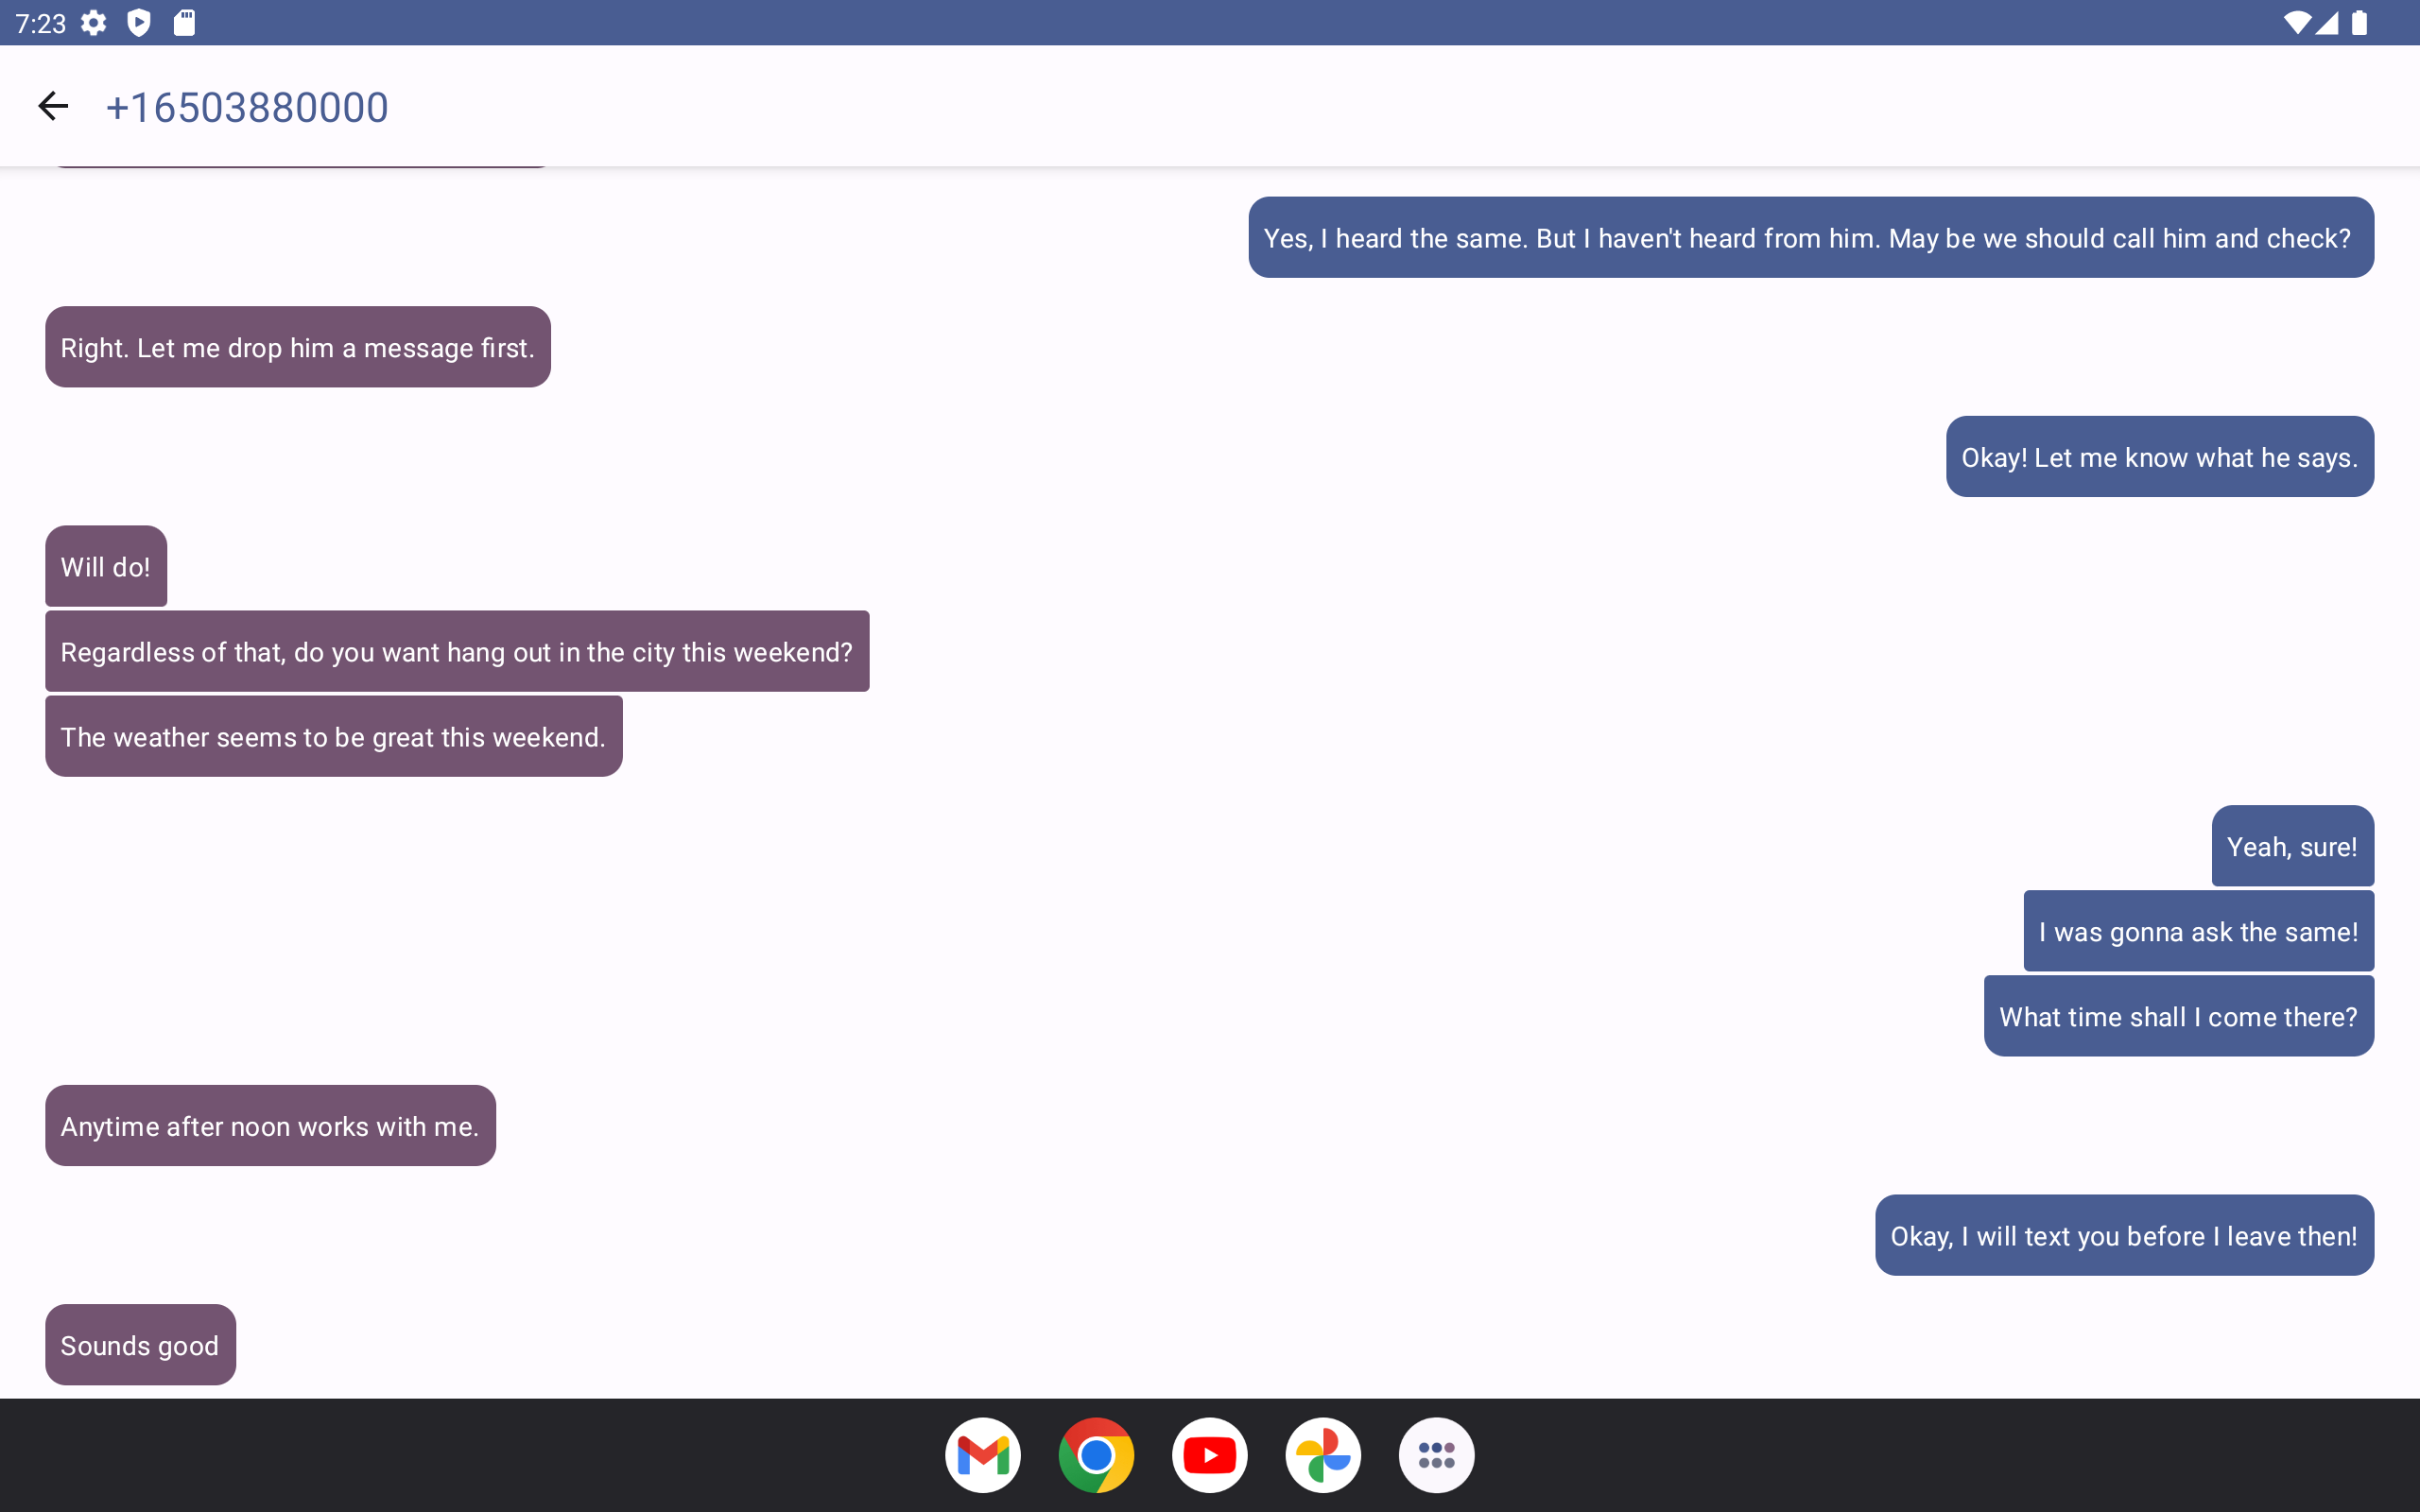 7:23
+16503880000
Yes, I heard the same. But I haven't heard from him. May be we should call him and check?
Right. Let me drop him a message first.
Okay! Let me know what he says.
Will do!
Regardless of that, do you want hang out in the city this weekend?
The weather seems to be great this weekend.
Yeah, sure!
I was gonna ask the same!
What time shall I come there?
Anytime after noon works with me.
Okay, I will text you before I leave then!
Sounds good